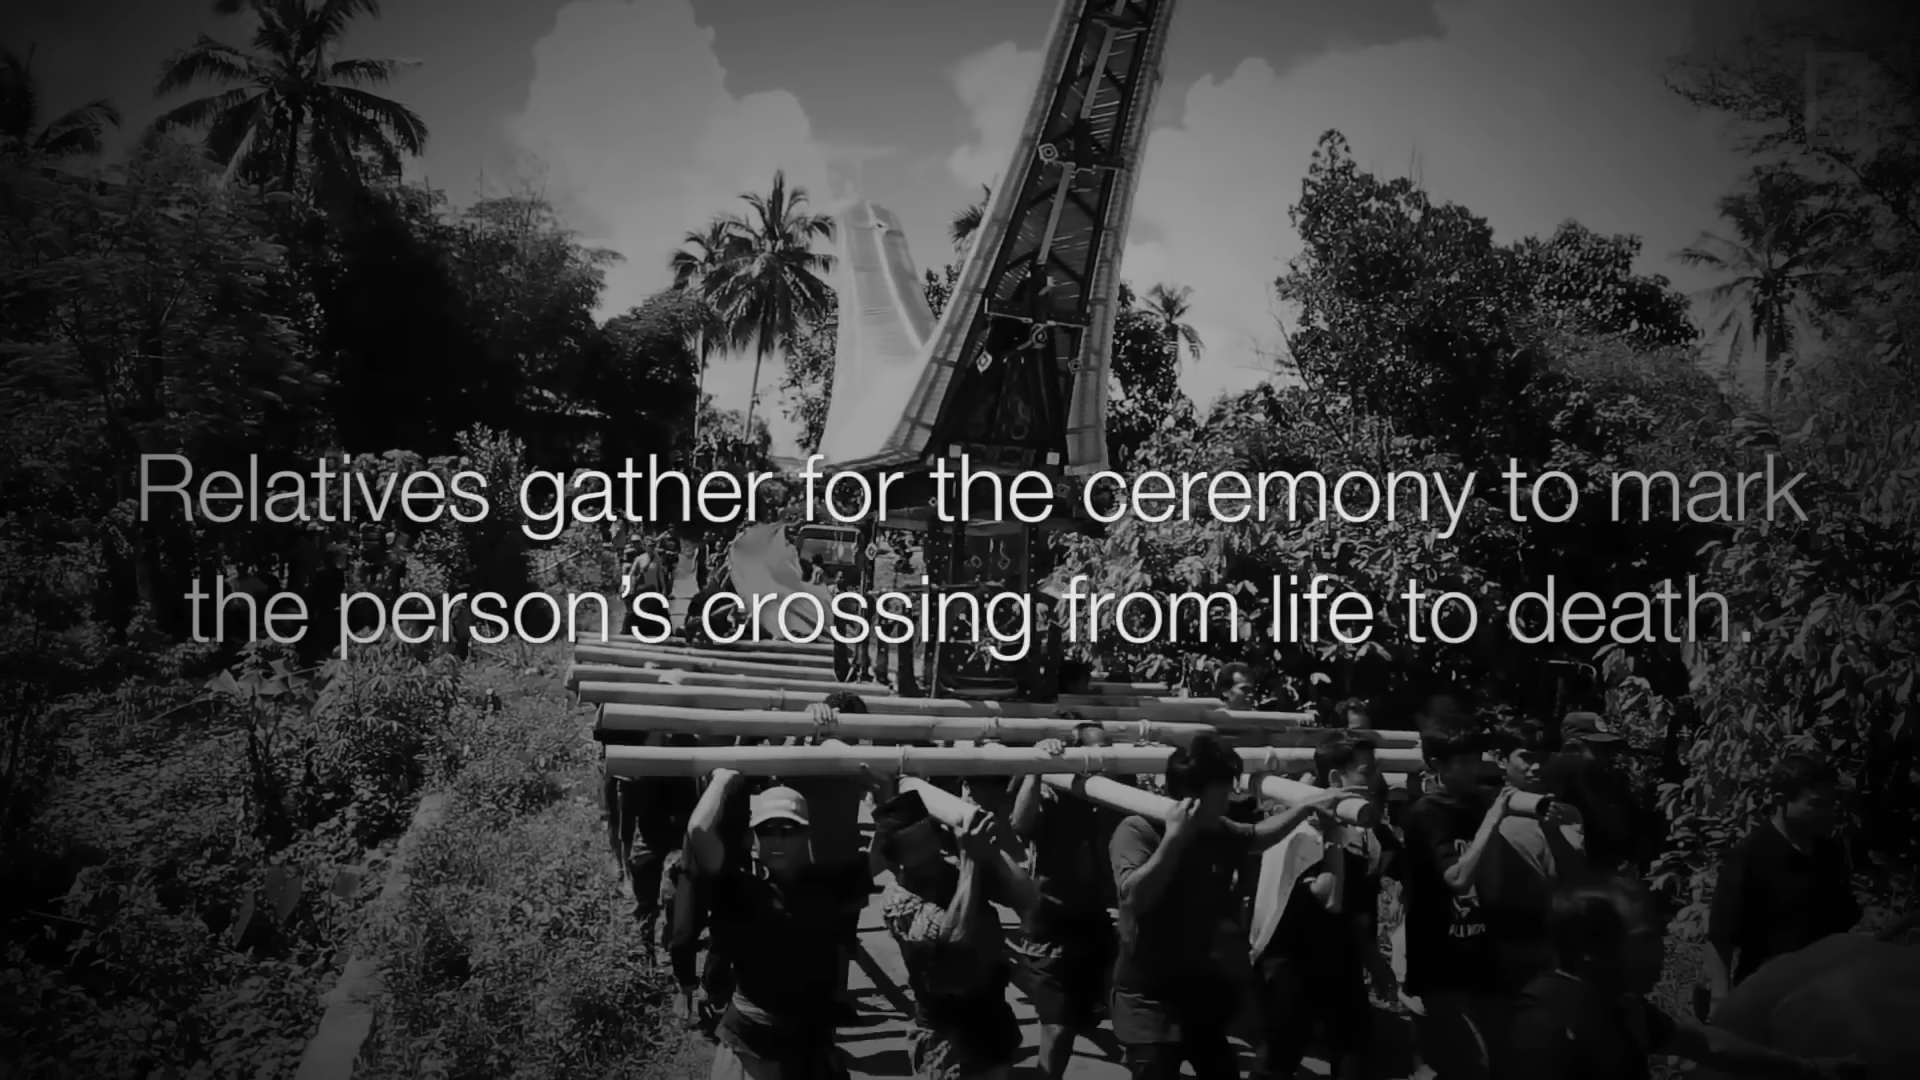 Relatives gather for the ceremony to mark
the person’s crossing from life to death.